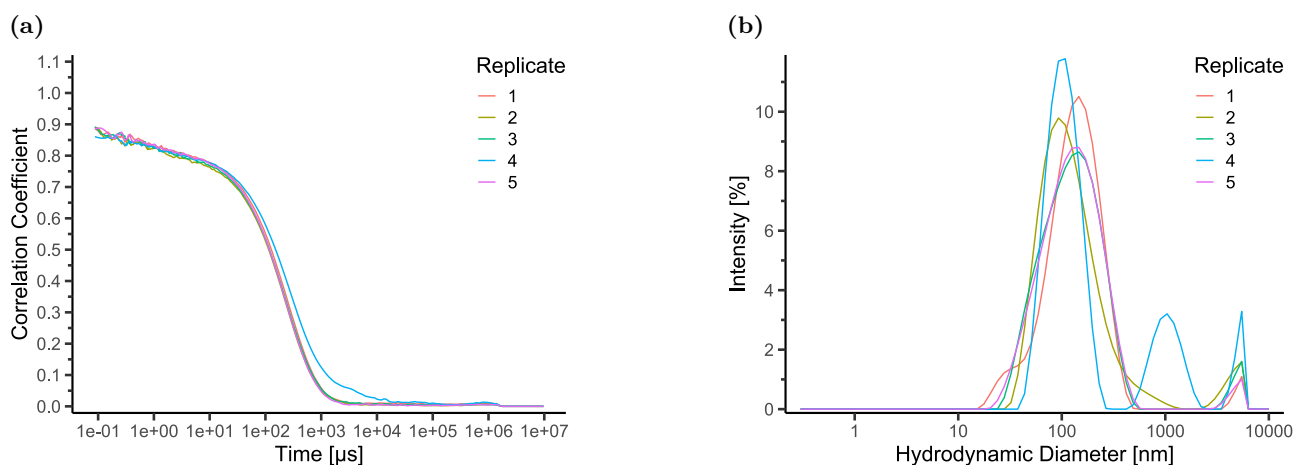 (a)
Correlation Coefficient
1.1
1.0
0.9
0.8
0.7
0.6
0.5
0.4
0.3
0.2
0.1
0.0
1e-01 1e+00 1e+01 1e+02 1e+03 1e+04 1e+05 1e+06 1e+07
Time [µs]
Replicate
1
2
3
4
5
(b)
Intensity [%]
10
8
6
4
2
0
1 10 100 1000 10000
Hydrodynamic Diameter [nm]
Replicate
1
2
3
4
5